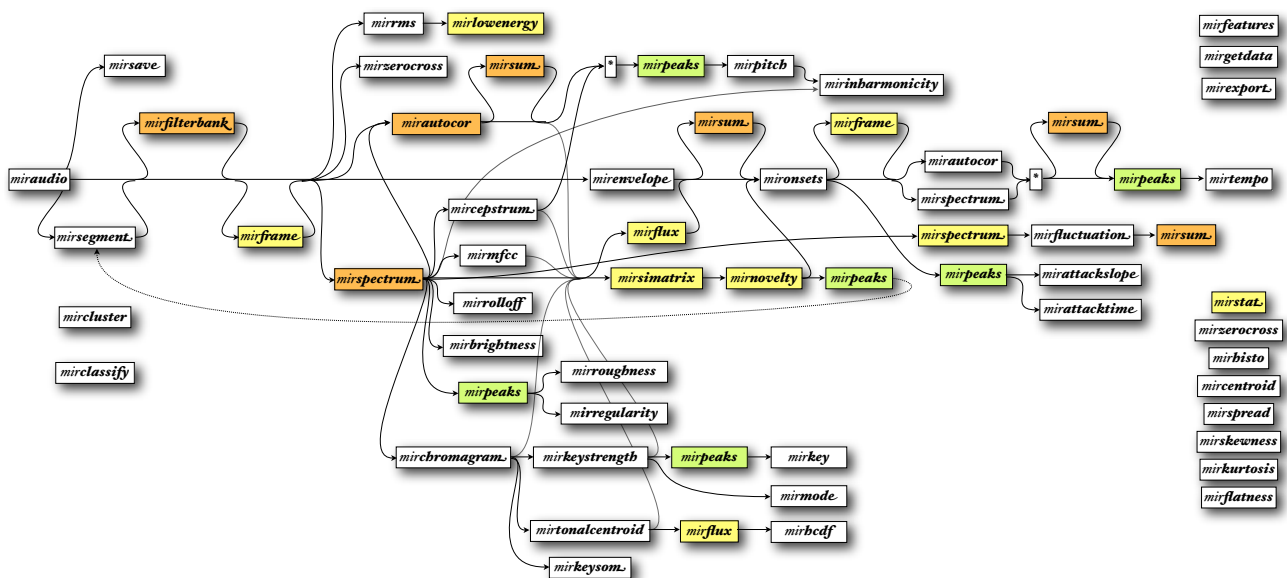 mirrms
mirlowenergy
mirfeatures
mirsave
mirzerocross
mirsum
*
mirpeaks
mirpitch
mirgetdata
mirinharmonicity
mirexport
mirfilterbank
mirautocor
mirsum
mirframe
mirsum
mirautocor
miraudio
mirenvelope
mironsets
*
mirpeaks
mirtempo
mirspectrum
mircepstrum
mirsegment
mirframe
mirflux
mirspectrum
mirfluctuation
mirsum
mirmfcc
mirspectrum
mirsimatrix
mirnovelty
mirpeaks
mirpeaks
mirattackslope
mirrolloff
mirattacktime
mirstat
mircluster
mirzerocross
mirbrightness
mirhisto
mirclassify
mirroughness
mircentroid
mirpeaks
mirregularity
mirspread
mirskewness
mirchromagram
mirkeystrength
mirpeaks
mirkey
mirkurtosis
mirmode
mirflatness
mirtonalcentroid
mirflux
mirhcdf
mirkeysom